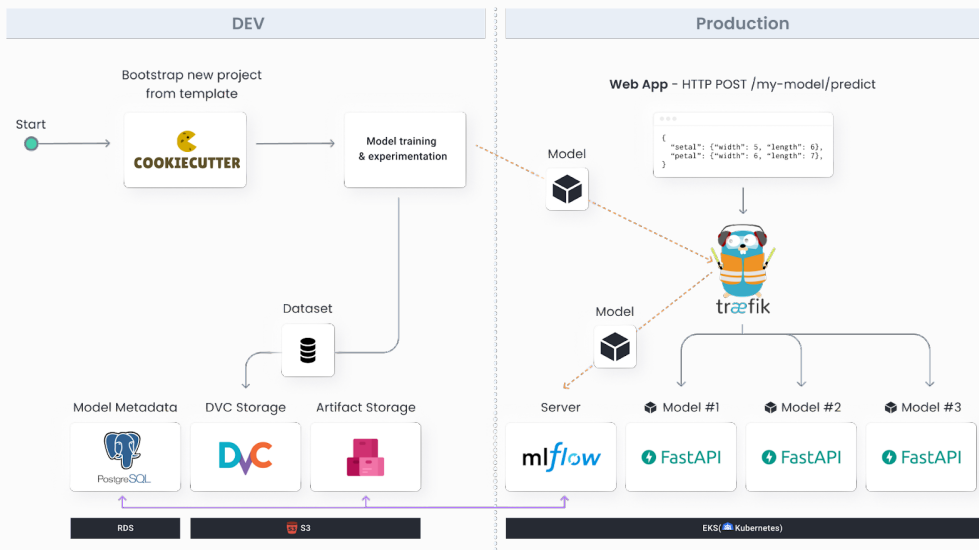 DEV
Production
Bootstrap new project
from template
Start
COOKIECUTTER
Model training
& experimentation
Model
Web App - HTTP POST /my-model/predict
{
"setal": {"width": 5, "length": 6},
"petal": {"width": 6, "length": 7},
}
træfik
Dataset
Model
Model Metadata
DVC Storage
Artifact Storage
Server
Model #1
Model #2
Model #3
PostgreSQL
DVC
mlflow
FastAPI
FastAPI
FastAPI
RDS
S3
EKS( Kubernetes)